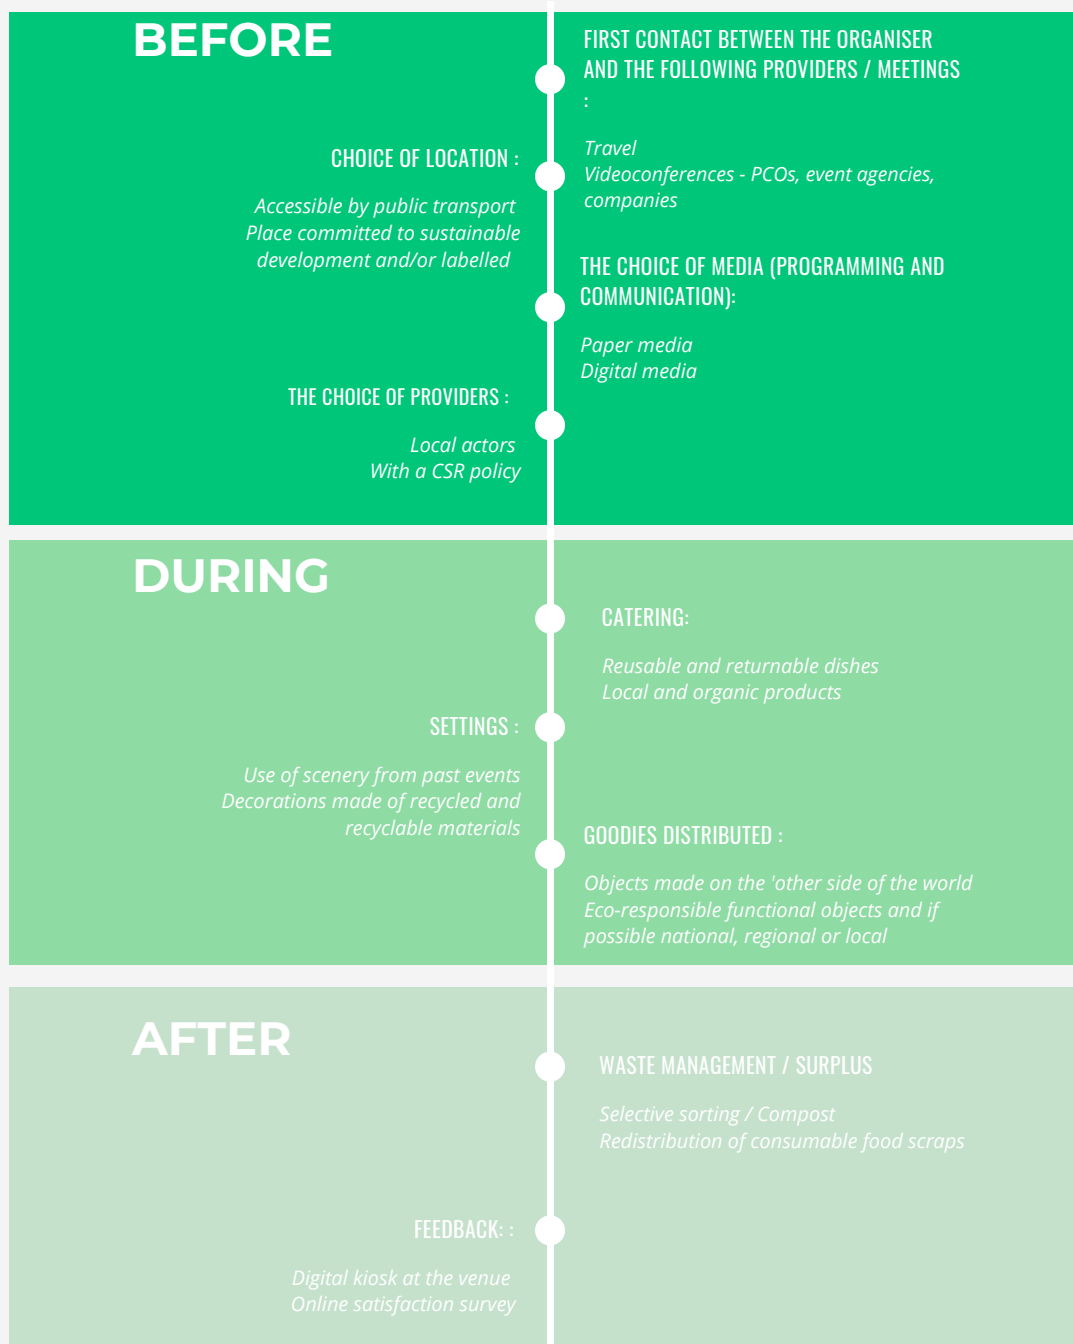 BEFORE
FIRST CONTACT BETWEEN THE ORGANISER
AND THE FOLLOWING PROVIDERS / MEETINGS
:
Travel
Videoconferences - PCOs, event agencies,
companies
CHOICE OF LOCATION :
Accessible by public transport
Place committed to sustainable
development and/or labelled
THE CHOICE OF MEDIA (PROGRAMMING AND
COMMUNICATION):
Paper media
Digital media
THE CHOICE OF PROVIDERS :
Local actors
With a CSR policy
DURING
CATERING:
Reusable and returnable dishes
Local and organic products
SETTINGS :
Use of scenery from past events
Decorations made of recycled and
recyclable materials
GOODIES DISTRIBUTED :
Objects made on the 'other side of the world
Eco-responsible functional objects and if
possible national, regional or local
AFTER
WASTE MANAGEMENT / SURPLUS
Selective sorting / Compost
Redistribution of consumable food scraps
FEEDBACK: :
Digital kiosk at the venue
Online satisfaction survey